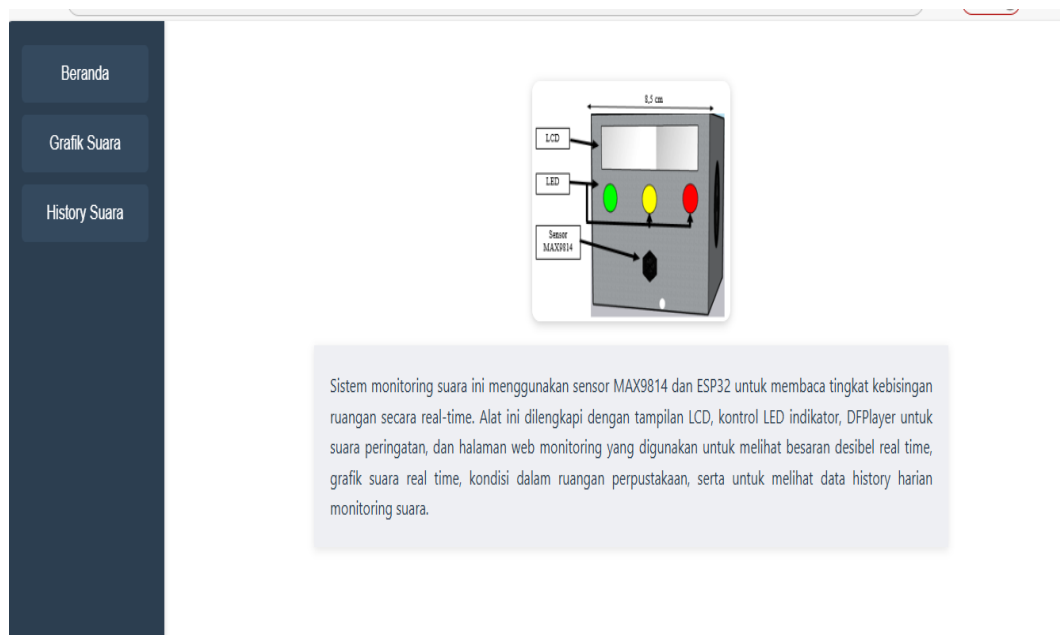 Beranda
Grafik Suara
History Suara
8,5 cm
LCD
LED
Sensor
MAX9814
Sistem monitoring suara ini menggunakan sensor MAX9814 dan ESP32 untuk membaca tingkat kebisingan
ruangan secara real-time. Alat ini dilengkapi dengan tampilan LCD, kontrol LED indikator, DFPlayer untuk
suara peringatan, dan halaman web monitoring yang digunakan untuk melihat besaran desibel real time,
grafik suara real time, kondisi dalam ruangan perpustakaan, serta untuk melihat data history harian
monitoring suara.